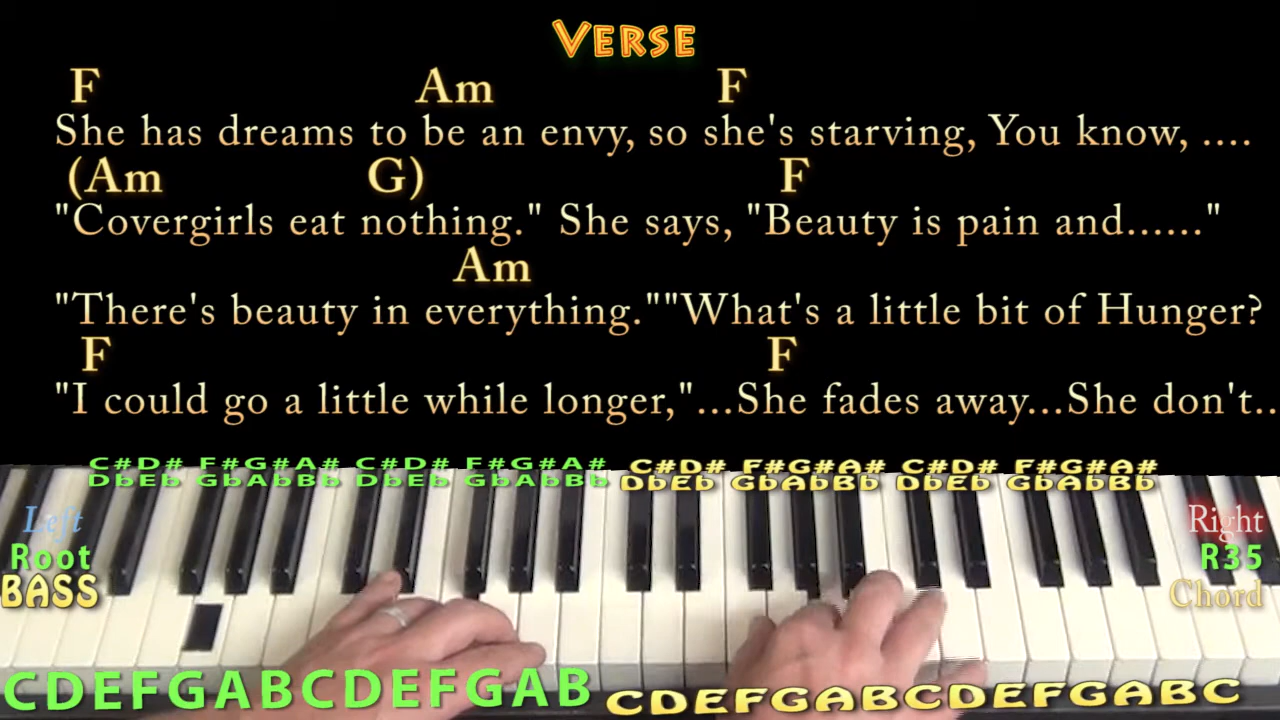 VERSE
F Am F
She has dreams to be an envy, so she's starving, You know, ....
(Am G) F
"Covergirls eat nothing." She says, "Beauty is pain and......"
Am
"There's beauty in everything.""What's a little bit of Hunger?
F F
"I could go a little while longer,"...She fades away...She don't..
C#D# F#G#A# C#D# F#G#A# C#D# F#G#A# C#D# F#G#A#
DbEb GbAbBb DbEb GbAbBb DbEb GbAbBb DbEb GbAbBb
Left Right
Root R35
BASS Chord
CDEFGABCDEFGAB CDEFGABCDEFGABC